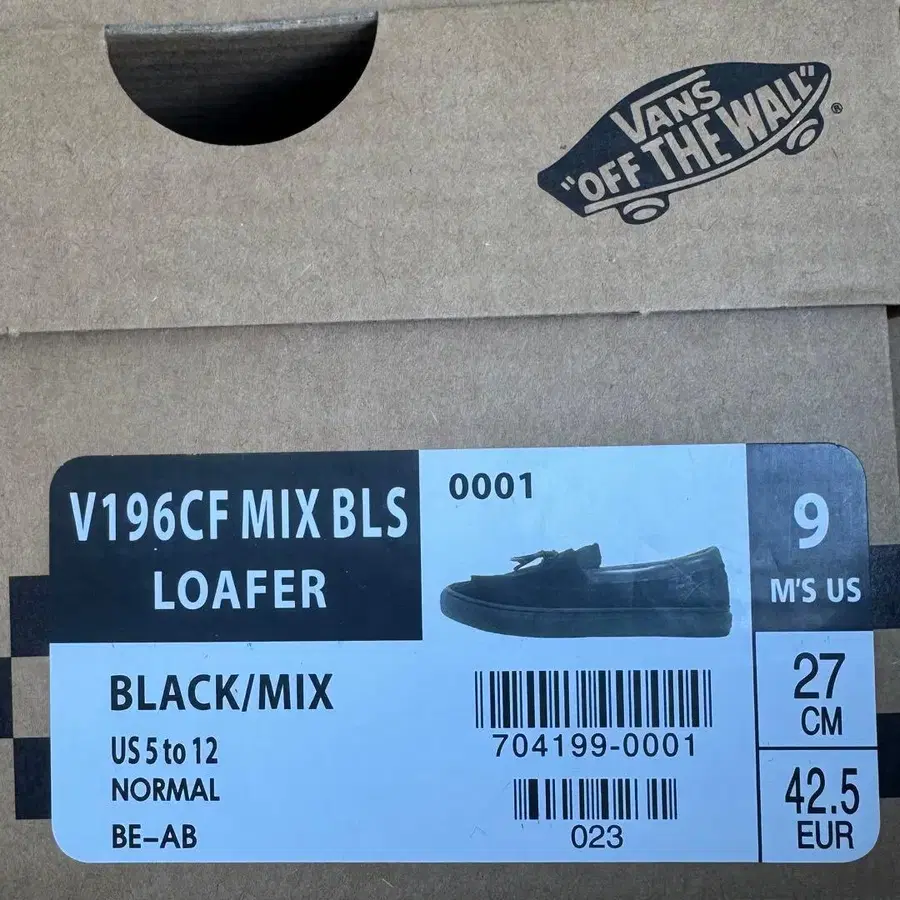 VANS
"OFF THE WALL"
®
V196CF MIX BLS
LOAFER
0001
9
M'S US
BLACK/MIX
US 5 to 12
NORMAL
BE-AB
704199-0001
023
27
CM
42.5
EUR